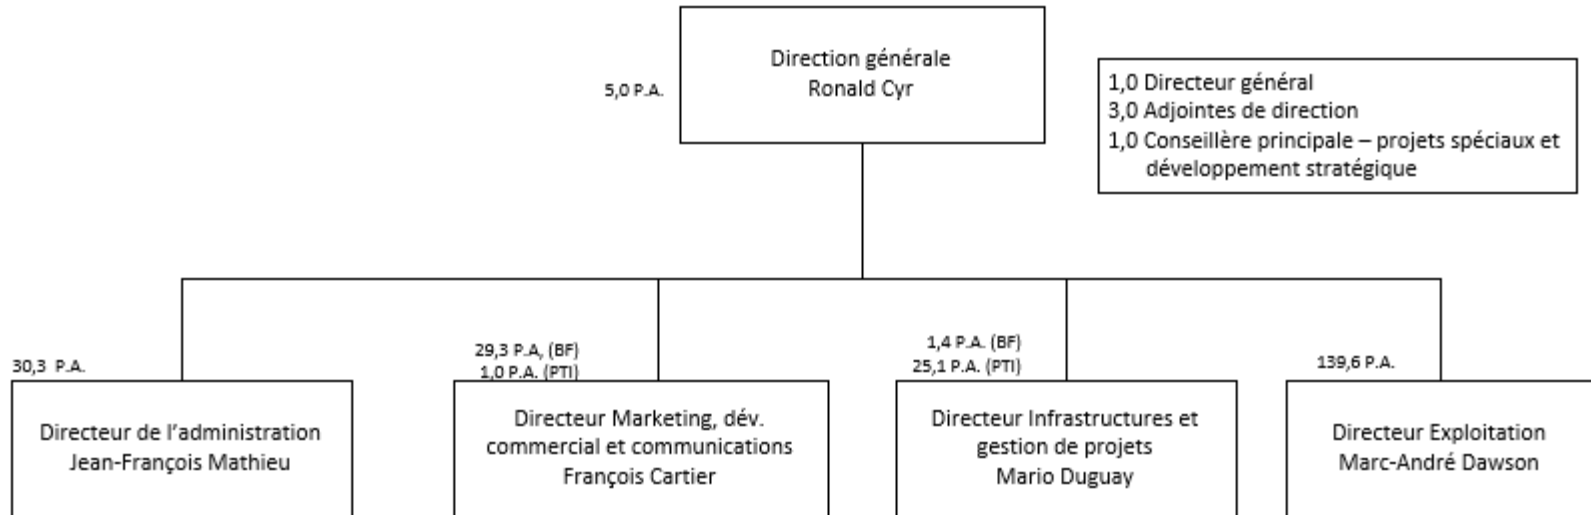 Direction générale
Ronald Cyr
5,0 P.A.
1,0 Directeur général
3,0 Adjointes de direction
1,0 Conseillère principale – projets spéciaux et
développement stratégique
30,3 P.A.
Directeur de l'administration
Jean-François Mathieu
29,3 P.A, (BF)
1,0 P.A. (PTI)
Directeur Marketing, dév.
commercial et communications
François Cartier
1,4 P.A. (BF)
25,1 P.A. (PTI)
Directeur Infrastructures et
gestion de projets
Mario Duguay
139,6 P.A.
Directeur Exploitation
Marc-André Dawson